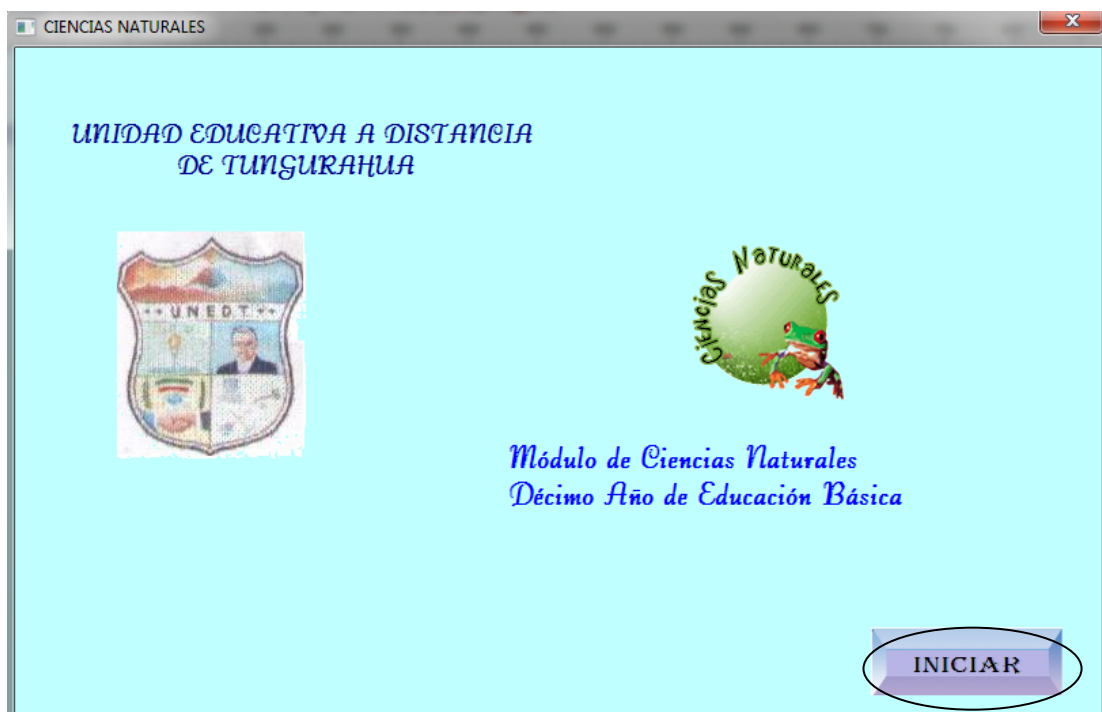 CIENCIAS NATURALES
UNIDAD EDUCATIVA A DISTANCIA
DE TUNGURAHUA
UNEDT
Ciencias Naturales
Módulo de Ciencias Naturales
Décimo Año de Educación Básica
INICIAR